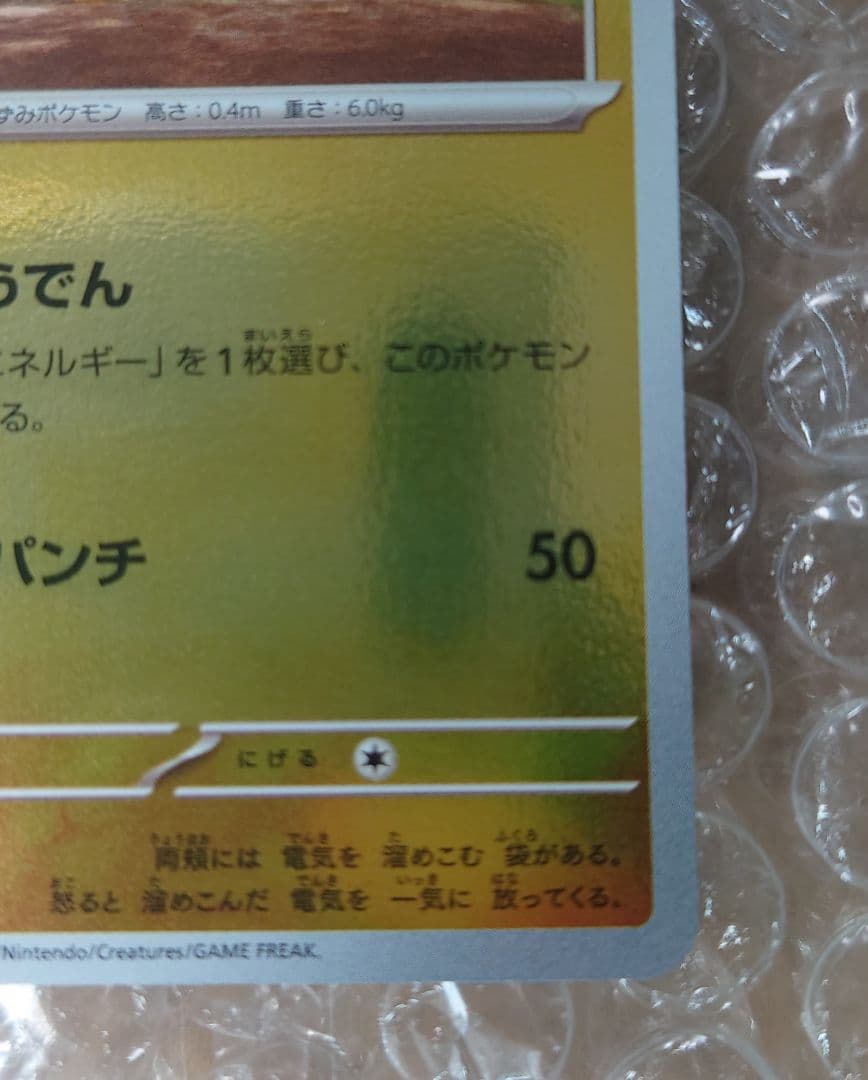 ずみポケモン 高さ：0.4m 重さ：6.0kg
うでん
エネルギー」を1枚選び、このポケモン
る。
パンチ 50
にげる
両頬には 電気を 溜めこむ 袋がある。
怒ると 溜めこんだ 電気を 一気に 放ってくる。
/Nintendo/Creatures/GAME FREAK.